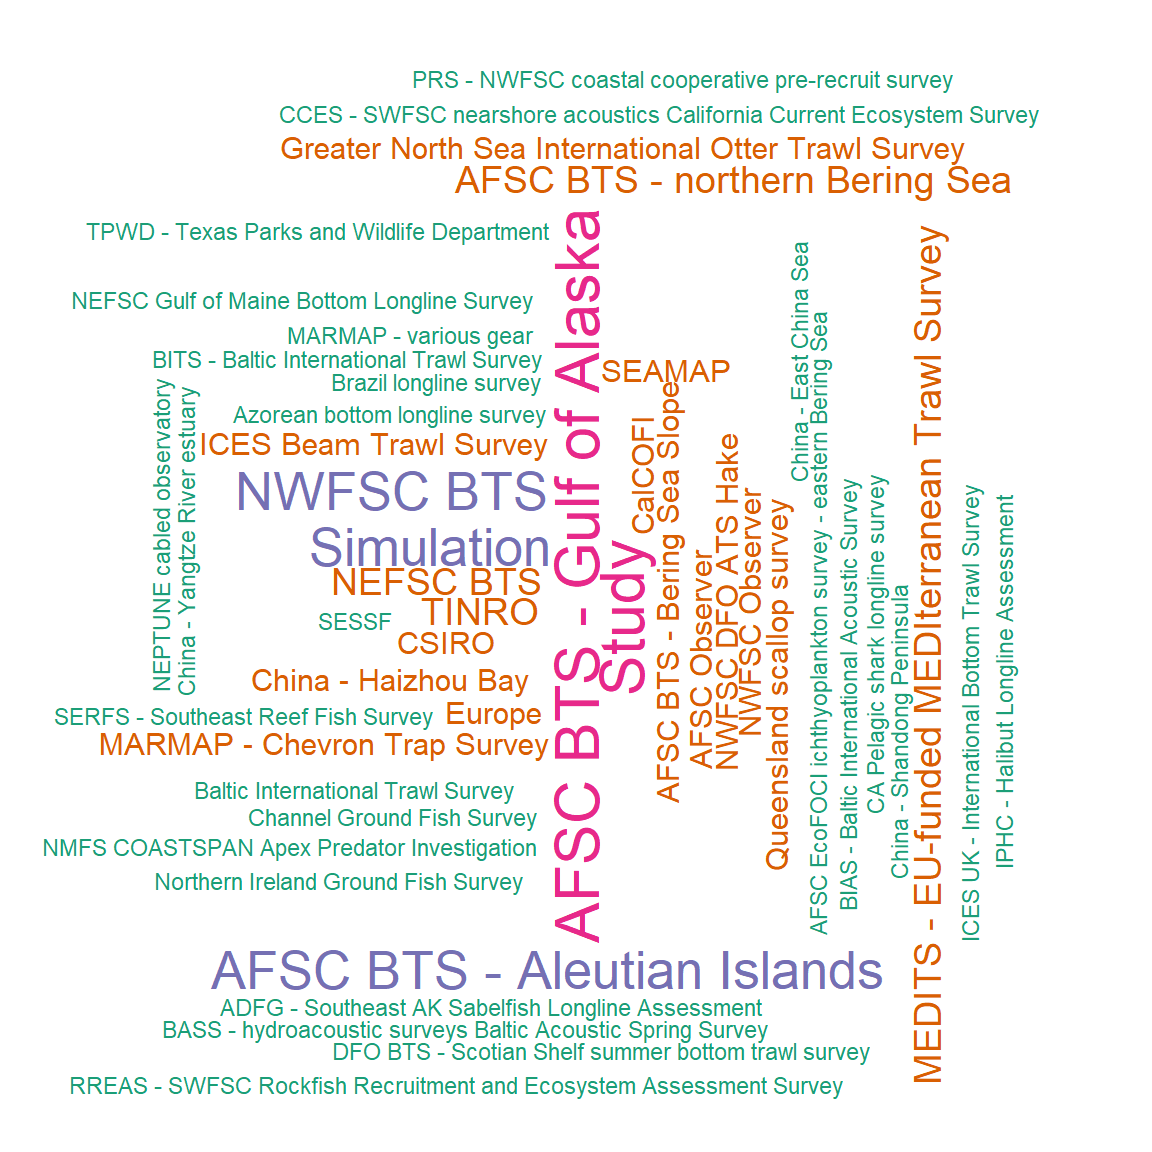 PRS - NWFSC coastal cooperative pre-recruit survey
CCES - SWFSC nearshore acoustics California Current Ecosystem Survey
Greater North Sea International Otter Trawl Survey
AFSC BTS - northern Bering Sea
TPWD - Texas Parks and Wildlife Department
NEFSC Gulf of Maine Bottom Longline Survey
MARMAP - various gear
BITS - Baltic International Trawl Survey
Brazil longline survey
Azorean bottom longline survey
ICES Beam Trawl Survey
NWFSC BTS
Simulation
NEFSC BTS
TINRO
SESSF
CSIRO
China - Haizhou Bay
SERFS - Southeast Reef Fish Survey
Europe
MARMAP - Chevron Trap Survey
Baltic International Trawl Survey
Channel Ground Fish Survey
NMFS COASTSPAN Apex Predator Investigation
Northern Ireland Ground Fish Survey
NEPTUNE cabled observatory
China - Yangtze River estuary
AFSC BTS - Gulf of Alaska
Study
SEAMAP
CalCOFI
AFSC BTS - Bering Sea Slope
AFSC Observer
NWFSC DFO ATS Hake
NWFSC Observer
Queensland scallop survey
China - East China Sea
AFSC EcoFOCI ichthyoplankton survey - eastern Bering Sea
BIAS - Baltic International Acoustic Survey
CA Pelagic shark longline survey
China - Shandong Peninsula
MEDITS - EU-funded MEDIterranean Trawl Survey
ICES UK - International Bottom Trawl Survey
IPHC - Halibut Longline Assessment
AFSC BTS - Aleutian Islands
ADFG - Southeast AK Sabelfish Longline Assessment
BASS - hydroacoustic surveys Baltic Acoustic Spring Survey
DFO BTS - Scotian Shelf summer bottom trawl survey
RREAS - SWFSC Rockfish Recruitment and Ecosystem Assessment Survey